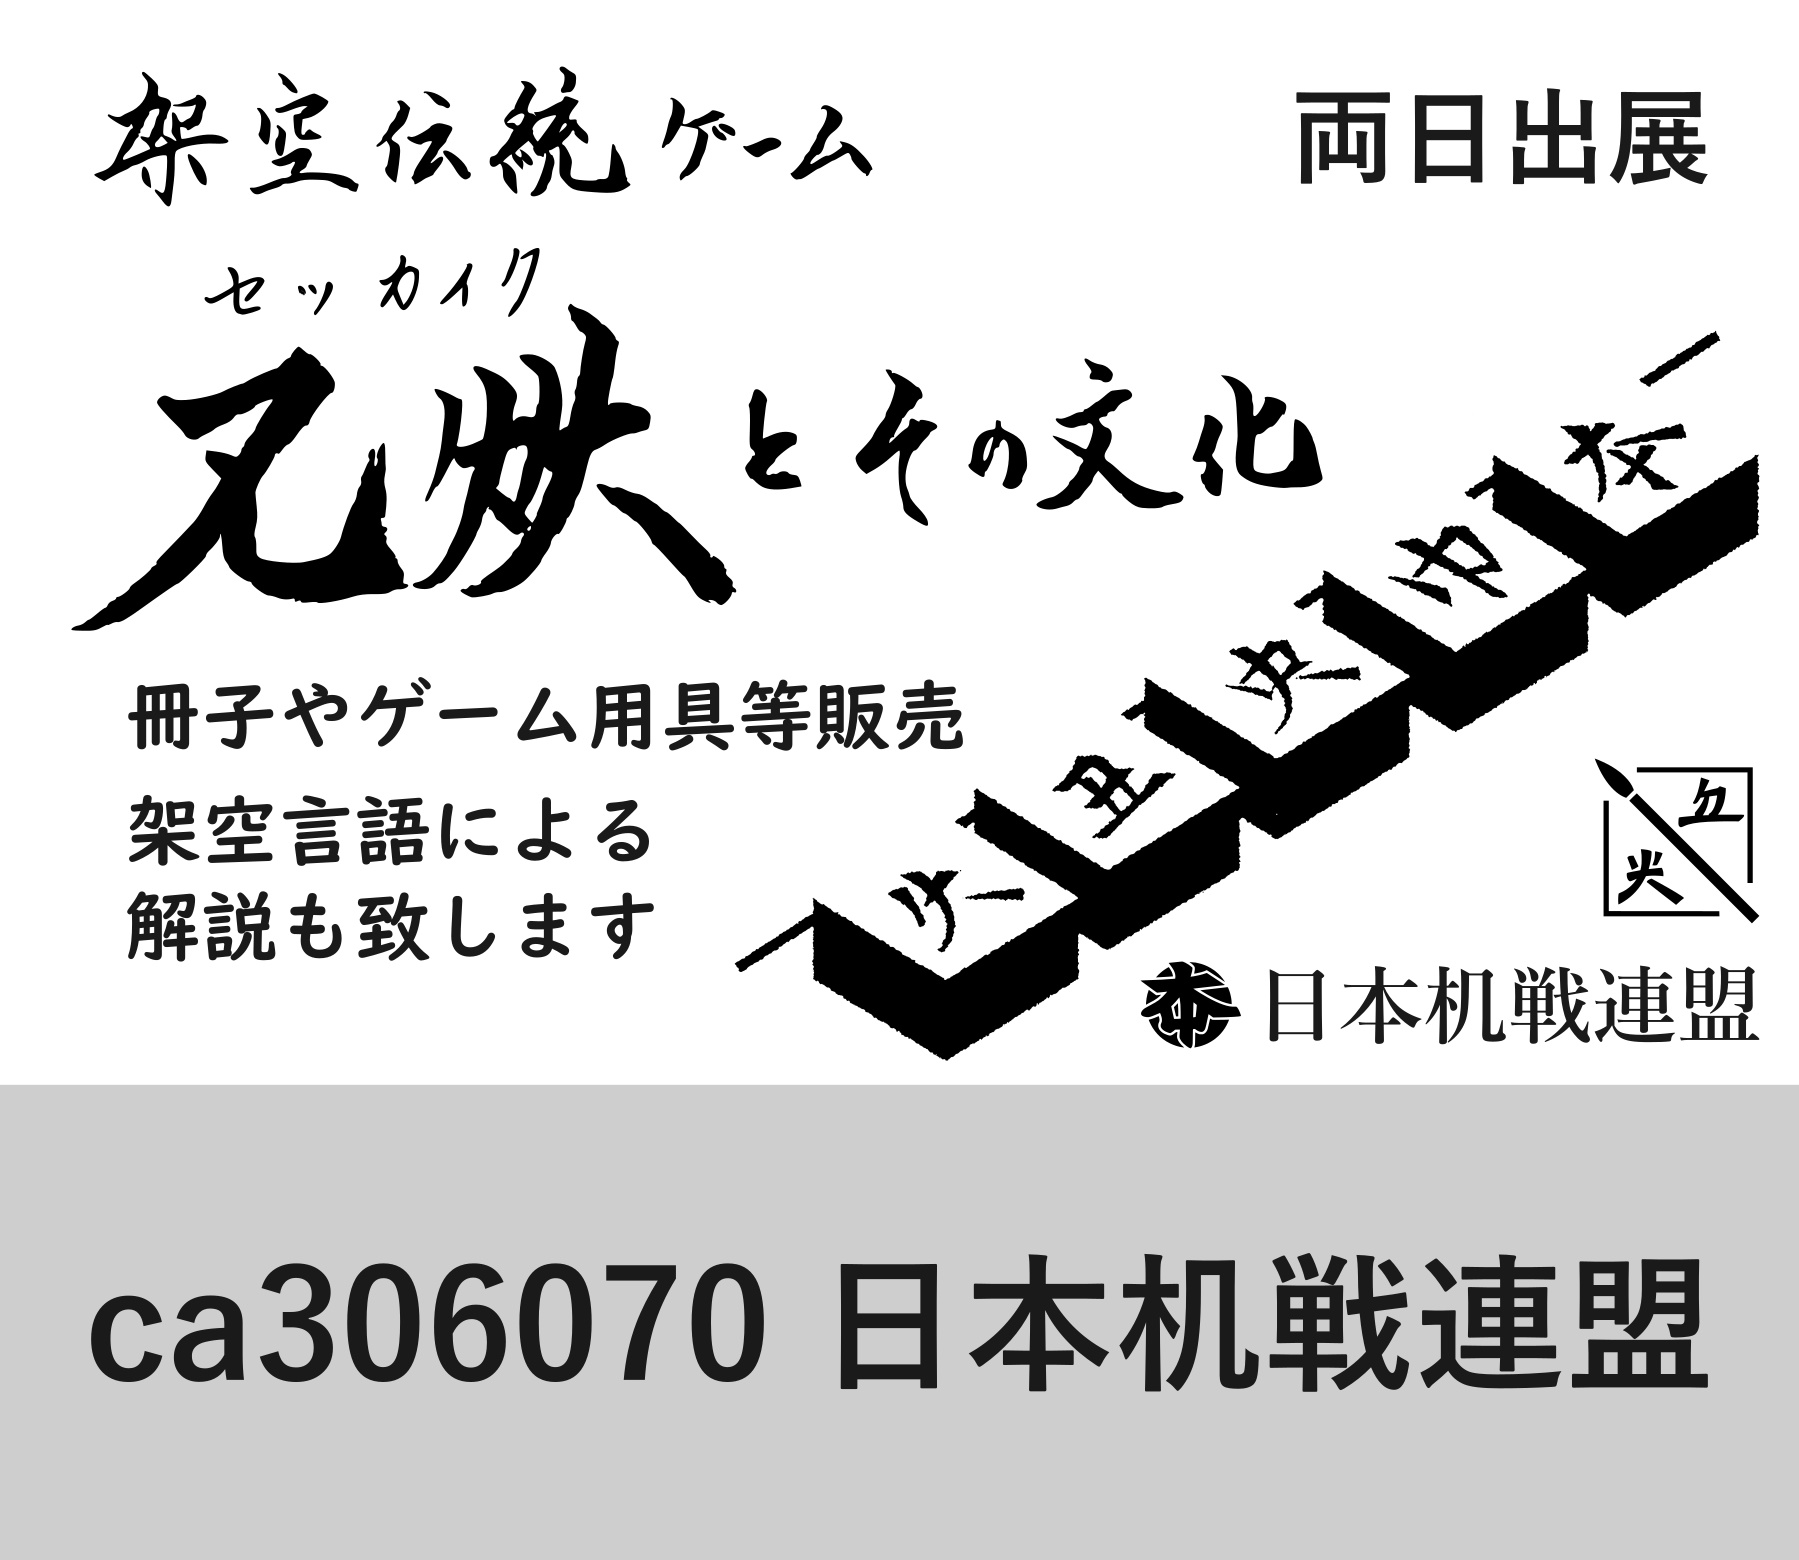 架空伝統ゲーム
両日出展
セッカイク
とその文化
冊子やゲーム用具等販売
架空言語による
解説も致します
日本机戦連盟
ca306070 日本机戦連盟